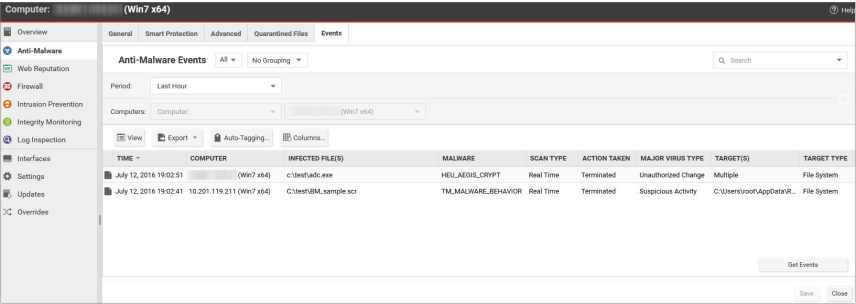 Computer: (Win7 x64) Help
Overview
Anti-Malware
Web Reputation
Firewall
Intrusion Prevention
Integrity Monitoring
Log Inspection
Interfaces
Settings
Updates
Overrides
General Smart Protection Advanced Quarantined Files Events
Anti-Malware Events All No Grouping Search
Period: Last Hour
Computers: Computer: (Win7 x64)
View Export Auto-Tagging... Columns...
TIME COMPUTER INFECTED FILE(S) MALWARE SCAN TYPE ACTION TAKEN MAJOR VIRUS TYPE TARGET(S) TARGET TYPE
July 12, 2016 19:02:51 (Win7 x64) c:\test\adc.exe HEU_AEGIS_CRYPT Real Time Terminated Unauthorized Change Multiple File System
July 12, 2016 19:02:41 10.201.119.211 (Win7 x64) C:\test\BM_sample.scr TM_MALWARE_BEHAVIOR Real Time Terminated Suspicious Activity C:\Users\root\AppData\R... File System
Get Events
Save Close